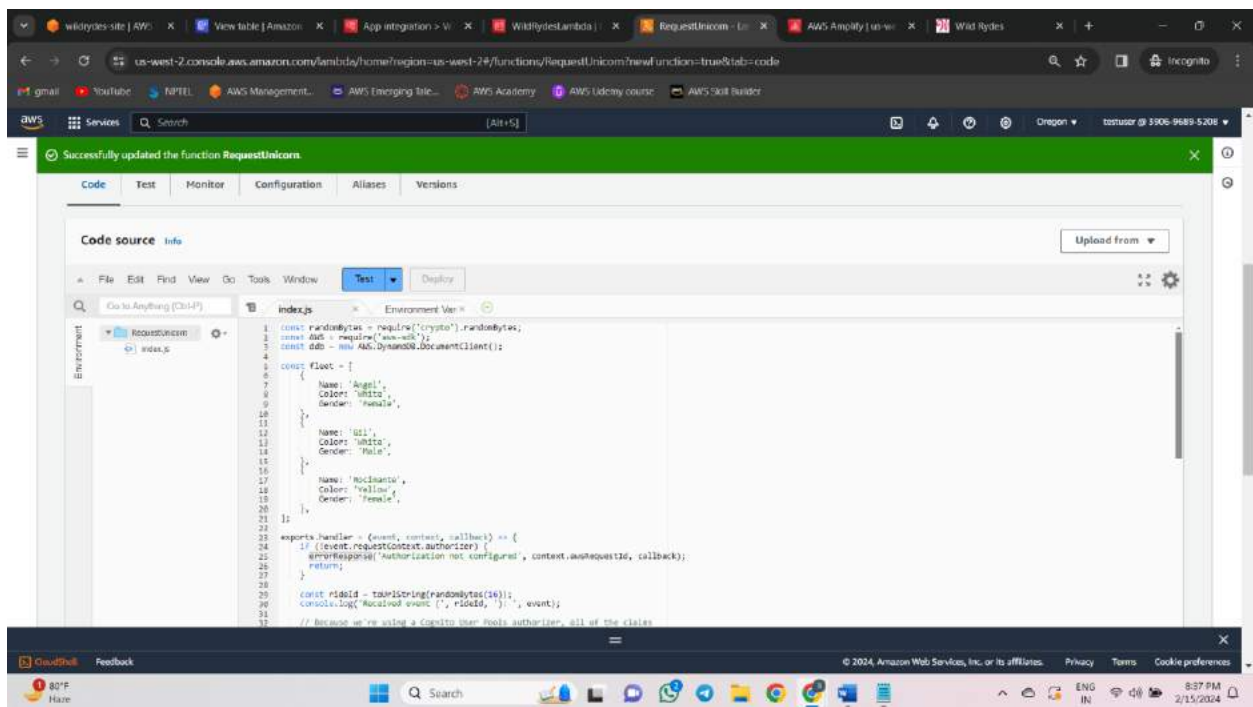 wildrydes-site | AWS
View table | Amazon
App integration > W
WildRydesLambda |
RequestUnicorn - La
AWS Amplify | us-we
Wild Rydes
us-west-2.console.aws.amazon.com/lambda/home?region=us-west-2#/functions/RequestUnicorn?newFunction=true&tab=code
Incognito
gmail
YouTube
NPTEL
AWS Management...
AWS Emerging Tale...
AWS Academy
AWS Udemy course
AWS Skill Builder
aws
Services
Search
[Alt+S]
Oregon
testuser @ 3906-9689-5208
Successfully updated the function RequestUnicorn.
Code Test Monitor Configuration Aliases Versions
Code source Info
Upload from
File Edit Find View Go Tools Window
Test
Deploy
Go to Anything (Ctrl-P)
index.js
Environment Var
Environment
RequestUnicorn
index.js
1 const randomBytes = require('crypto').randomBytes;
2 const AWS = require('aws-sdk');
3 const ddb = new AWS.DynamoDB.DocumentClient();
4
5 const fleet = [
6 {
7 Name: 'Angel',
8 Color: 'White',
9 Gender: 'Female',
10 },
11 {
12 Name: 'Gil',
13 Color: 'White',
14 Gender: 'Male',
15 },
16 {
17 Name: 'Rocinante',
18 Color: 'Yellow',
19 Gender: 'Female',
20 },
21 ];
22
23 exports.handler = (event, context, callback) => {
24 if (!event.requestContext.authorizer) {
25 errorResponse('Authorization not configured', context.awsRequestId, callback);
26 return;
27 }
28
29 const rideId = toUrlString(randomBytes(16));
30 console.log('Received event (', rideId, '): ', event);
31
32 // Because we're using a Cognito User Pools authorizer, all of the claims
CloudShell
Feedback
© 2024, Amazon Web Services, Inc. or its affiliates.
Privacy
Terms
Cookie preferences
80°F
Haze
Search
ENG
IN
8:37 PM
2/15/2024